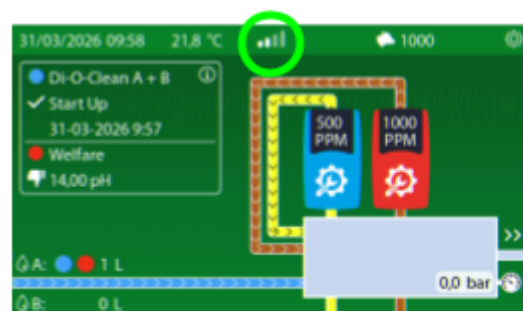 31/03/2026 09:58 21,8 °C 1000
Di-O-Clean A + B
Start Up
31-03-2026 9:57
Welfare
14,00 pH
500 PPM
1000 PPM
A: 1 L
0,0 bar
B: 0 L